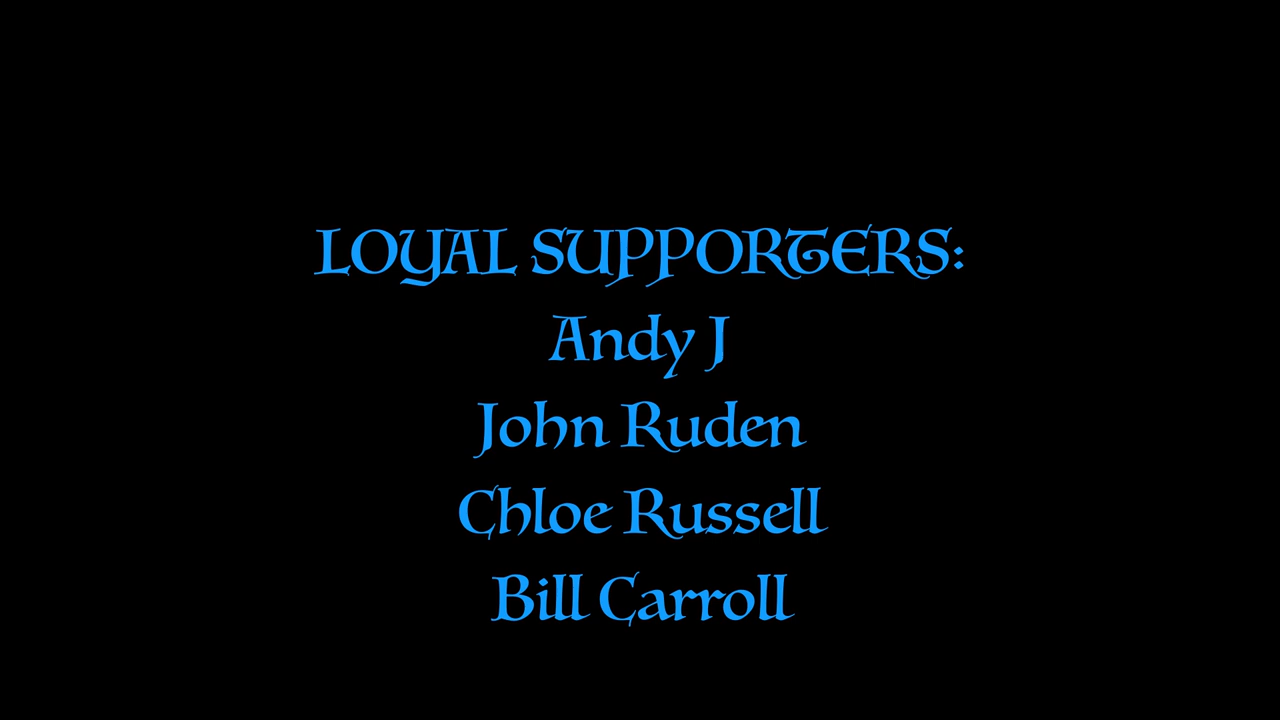 LOYAL SUPPORTERS:
Andy J
John Ruden
Chloe Russell
Bill Carroll